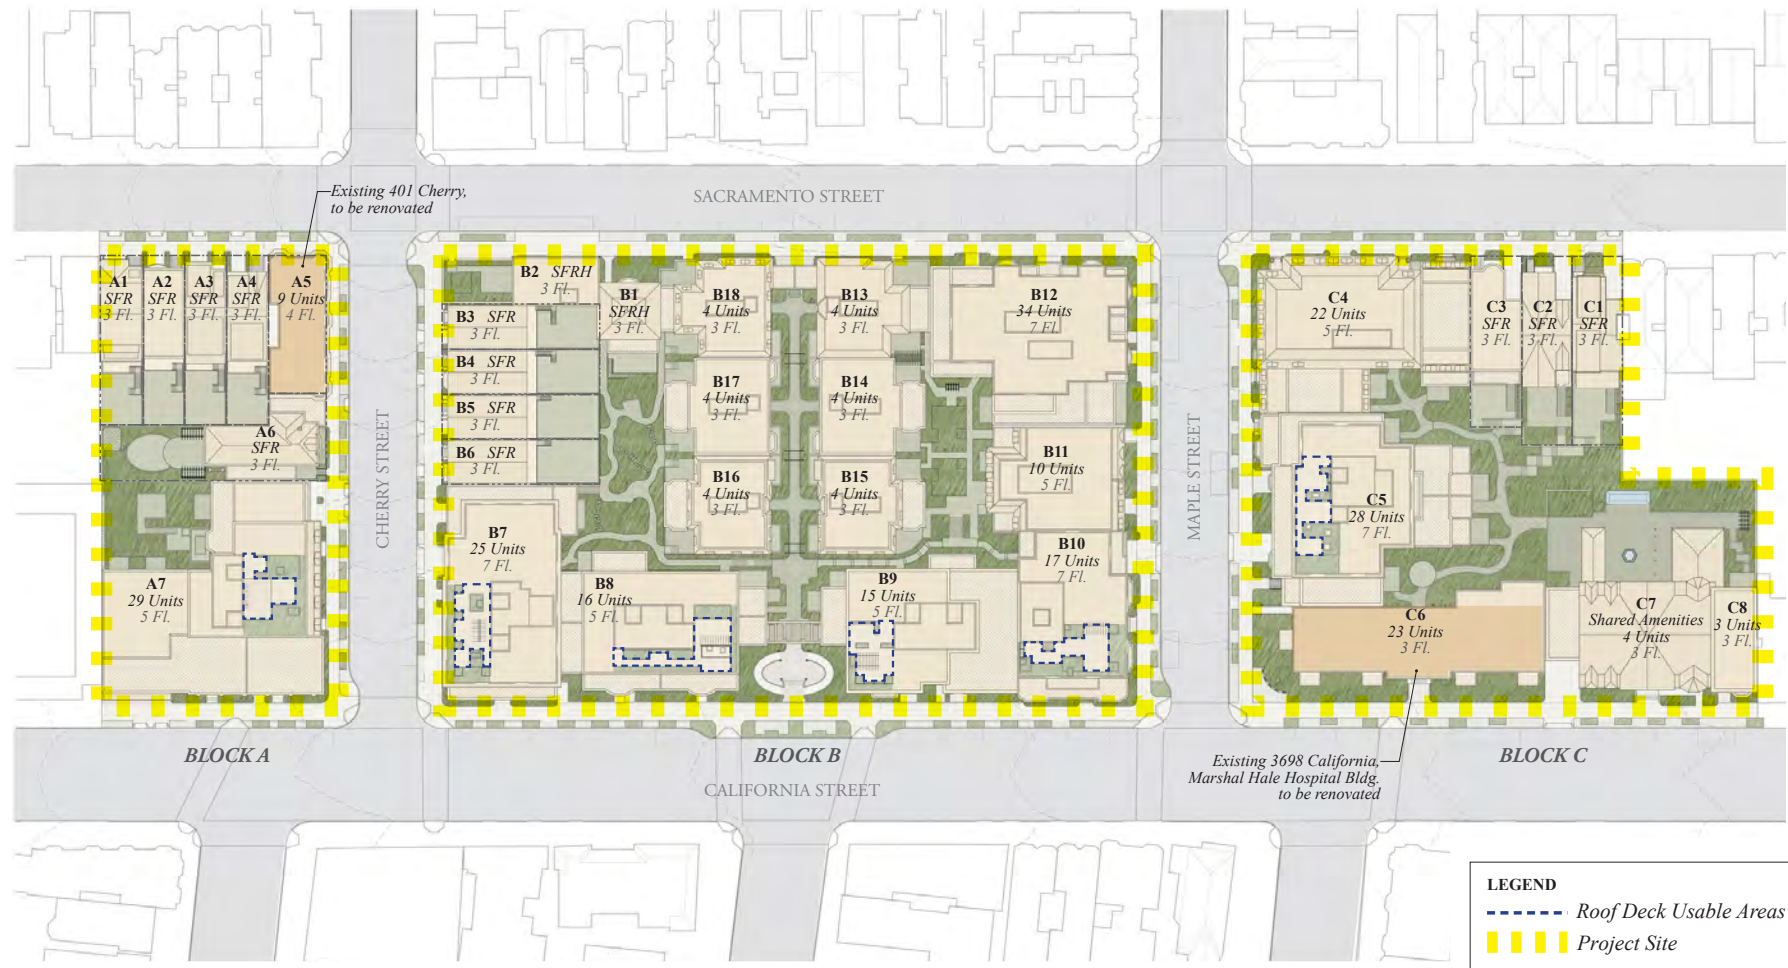 SACRAMENTO STREET
Existing 401 Cherry,
to be renovated
A1
SFR
3 Fl.
A2
SFR
3 Fl.
A3
SFR
3 Fl.
A4
SFR
3 Fl.
A5
9 Units
4 Fl.
A6
SFR
3 Fl.
A7
29 Units
5 Fl.
CHERRY STREET
B2 SFRH
3 Fl.
B1
SFRH
3 Fl.
B3 SFR
3 Fl.
B4 SFR
3 Fl.
B5 SFR
3 Fl.
B6 SFR
3 Fl.
B18
4 Units
3 Fl.
B13
4 Units
3 Fl.
B12
34 Units
7 Fl.
B17
4 Units
3 Fl.
B14
4 Units
3 Fl.
B16
4 Units
3 Fl.
B15
4 Units
3 Fl.
B11
10 Units
5 Fl.
B7
25 Units
7 Fl.
B8
16 Units
5 Fl.
B9
15 Units
5 Fl.
B10
17 Units
7 Fl.
MAPLE STREET
C4
22 Units
5 Fl.
C3
SFR
3 Fl.
C2
SFR
3 Fl.
C1
SFR
3 Fl.
C5
28 Units
7 Fl.
C6
23 Units
3 Fl.
C7
Shared Amenities
4 Units
3 Fl.
C8
3 Units
3 Fl.
BLOCK A
BLOCK B
BLOCK C
Existing 3698 California,
Marshal Hale Hospital Bldg.
to be renovated
CALIFORNIA STREET
LEGEND
Roof Deck Usable Areas
Project Site